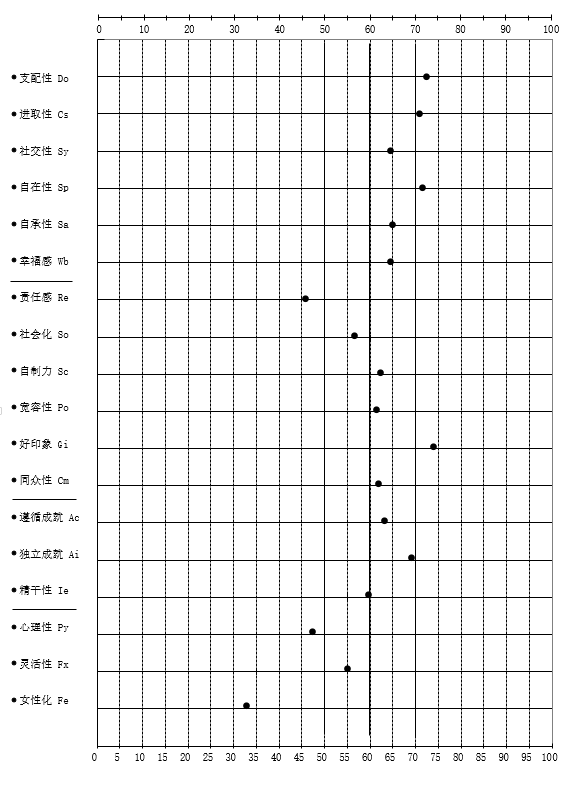 0 10 20 30 40 50 60 70 80 90 100
● 支配性 Do
● 进取性 Cs
● 社交性 Sy
● 自在性 Sp
● 自承性 Sa
● 幸福感 Wb
● 责任感 Re
● 社会化 So
● 自制力 Sc
● 宽容性 Po
● 好印象 Gi
● 同众性 Cm
● 遵循成就 Ac
● 独立成就 Ai
● 精干性 Ie
● 心理性 Py
● 灵活性 Fx
● 女性化 Fe
0 5 10 15 20 25 30 35 40 45 50 55 60 65 70 75 80 85 90 95 100